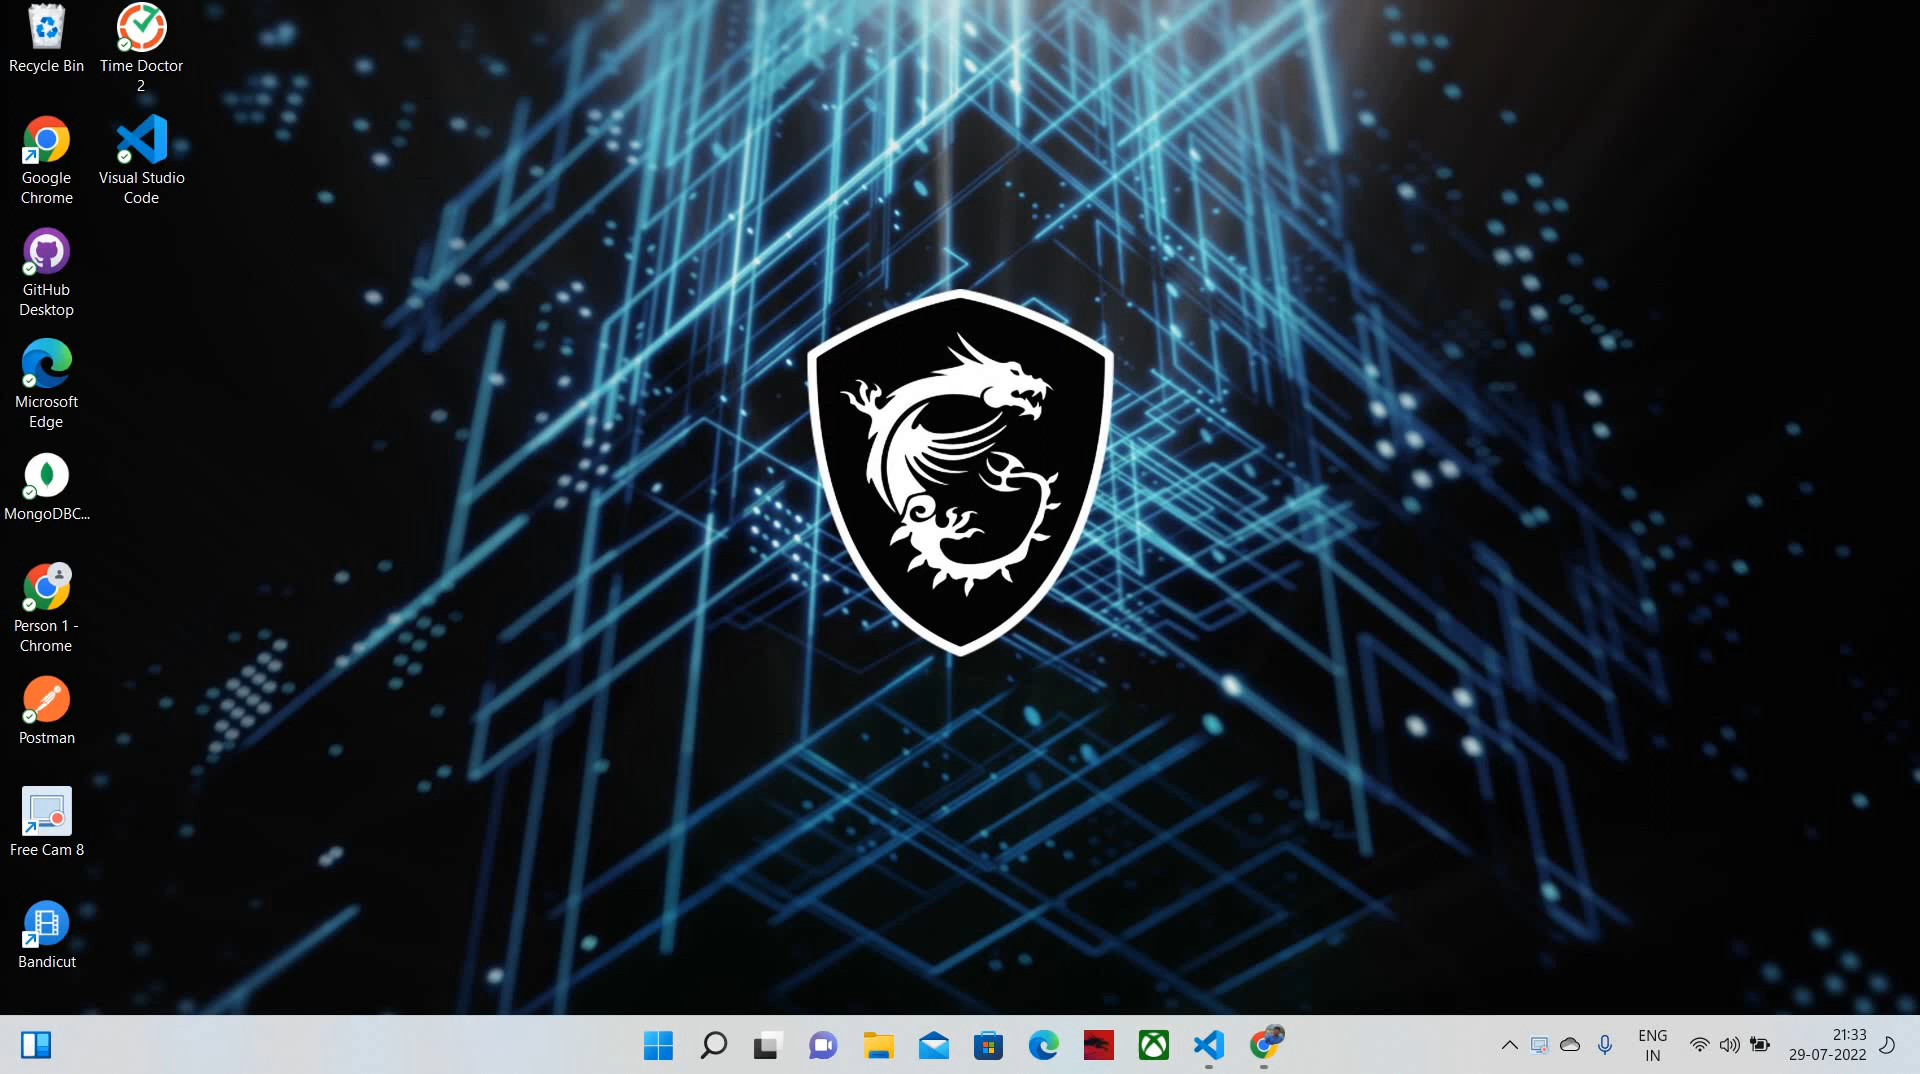 Recycle Bin
Time Doctor
2
Google
Chrome
Visual Studio
Code
GitHub
Desktop
Microsoft
Edge
MongoDBC...
Person 1 -
Chrome
Postman
Free Cam 8
Bandicut
ENG
IN
21:33
29-07-2022